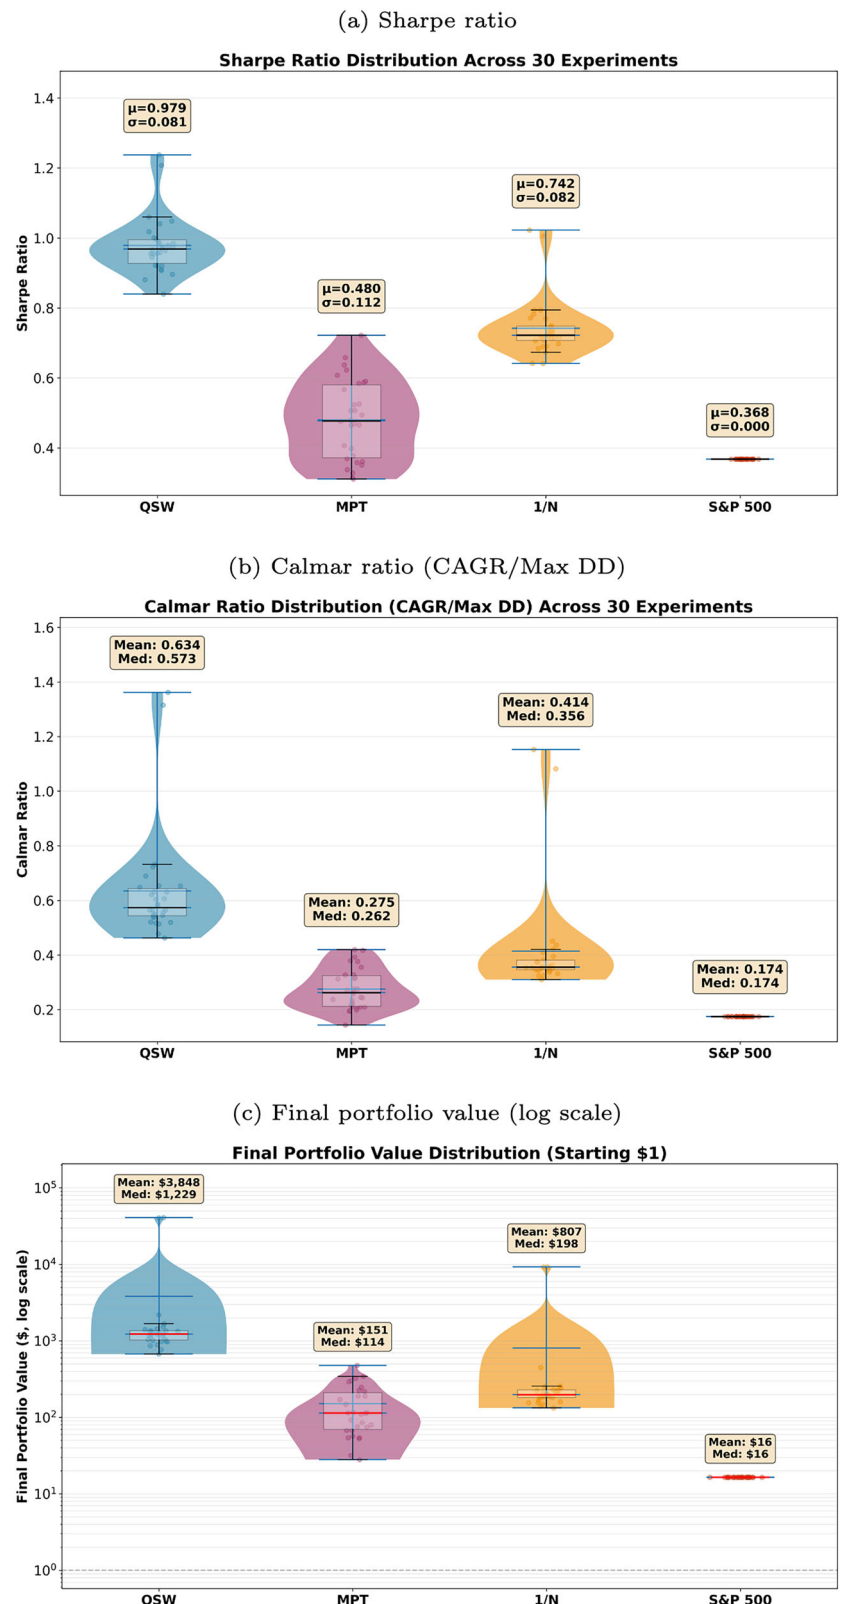 (a) Sharpe ratio
Sharpe Ratio Distribution Across 30 Experiments
1.4
1.2
1.0
0.8
0.6
0.4
Sharpe Ratio
μ=0.979
σ=0.081
μ=0.480
σ=0.112
μ=0.742
σ=0.082
μ=0.368
σ=0.000
QSW MPT 1/N S&P 500
(b) Calmar ratio (CAGR/Max DD)
Calmar Ratio Distribution (CAGR/Max DD) Across 30 Experiments
1.6
1.4
1.2
1.0
0.8
0.6
0.4
0.2
Calmar Ratio
Mean: 0.634
Med: 0.573
Mean: 0.275
Med: 0.262
Mean: 0.414
Med: 0.356
Mean: 0.174
Med: 0.174
QSW MPT 1/N S&P 500
(c) Final portfolio value (log scale)
Final Portfolio Value Distribution (Starting $1)
10⁵
10⁴
10³
10²
10¹
10⁰
Final Portfolio Value ($, log scale)
Mean: $3,848
Med: $1,229
Mean: $151
Med: $114
Mean: $807
Med: $198
Mean: $16
Med: $16
QSW MPT 1/N S&P 500